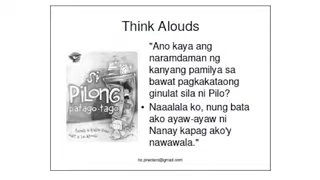 Think Alouds
"Ano kaya ang
naramdaman ng
kanyang pamilya sa
bawat pagkakataong
ginulat sila ni Pilo?
• Naaalala ko, nung bata
ako ayaw-ayaw ni
Nanay kapag ako'y
nawawala."
Si
PILONG
patago-tago